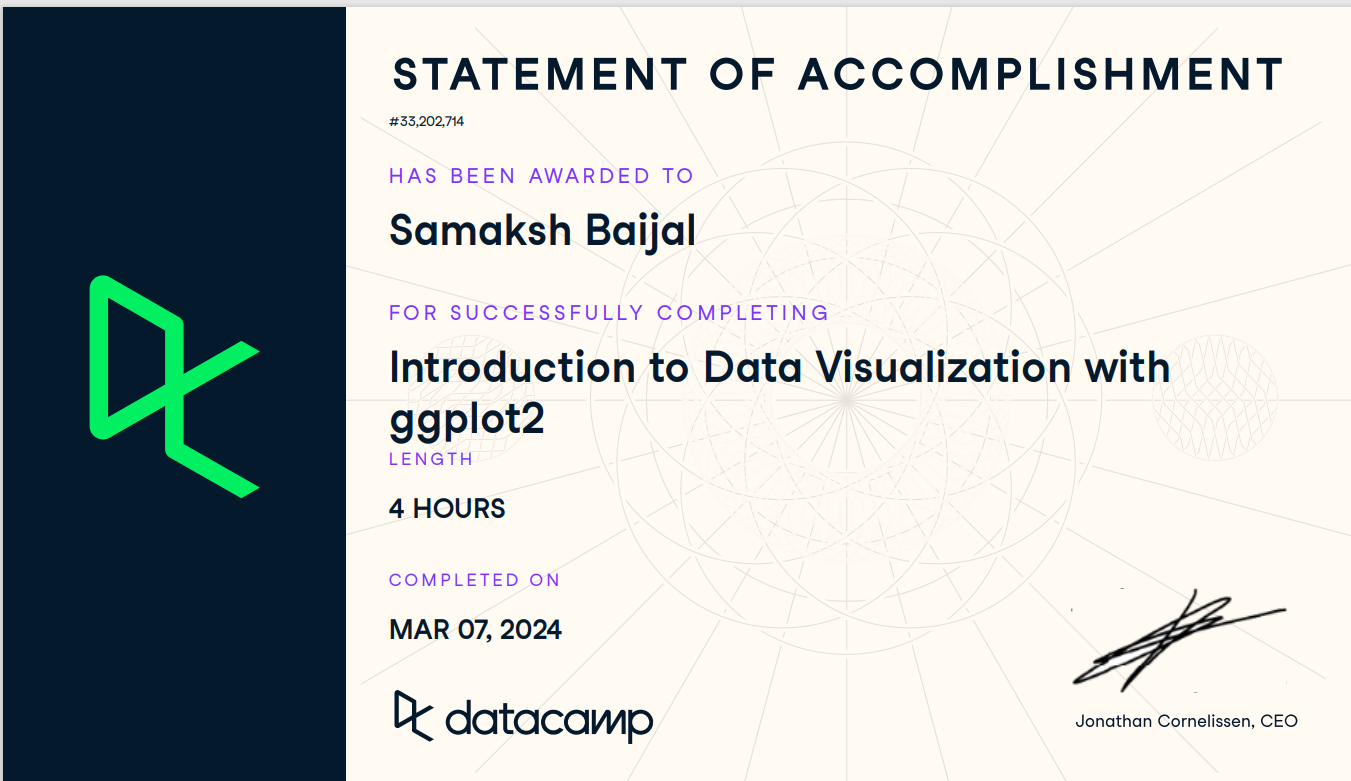 STATEMENT OF ACCOMPLISHMENT
#33,202,714
HAS BEEN AWARDED TO
Samaksh Baijal
FOR SUCCESSFULLY COMPLETING
Introduction to Data Visualization with
ggplot2
LENGTH
4 HOURS
COMPLETED ON
MAR 07, 2024
datacamp
Jonathan Cornelissen, CEO